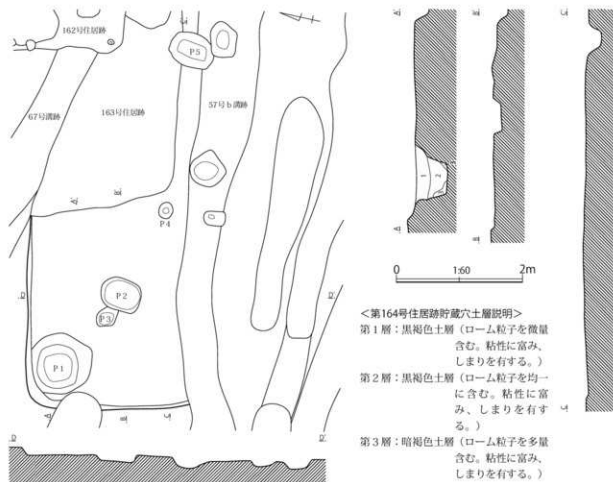 162号住居跡
P5
67号溝跡
163号住居跡
37号b溝跡
P4
P2
P3
P1
A
A'
B
B'
C
C'
D
D'
1
2
3
0 1:60 2m
<第164号住居跡貯蔵穴土層説明>
第1層：黒褐色土層（ローム粒子を微量
含む。粘性に富み、
しまりを有する。）
第2層：黒褐色土層（ローム粒子を均一
に含む。粘性に富
み、しまりを有す
る。）
第3層：暗褐色土層（ローム粒子を多量
含む。粘性に富み、
しまりを有する。）